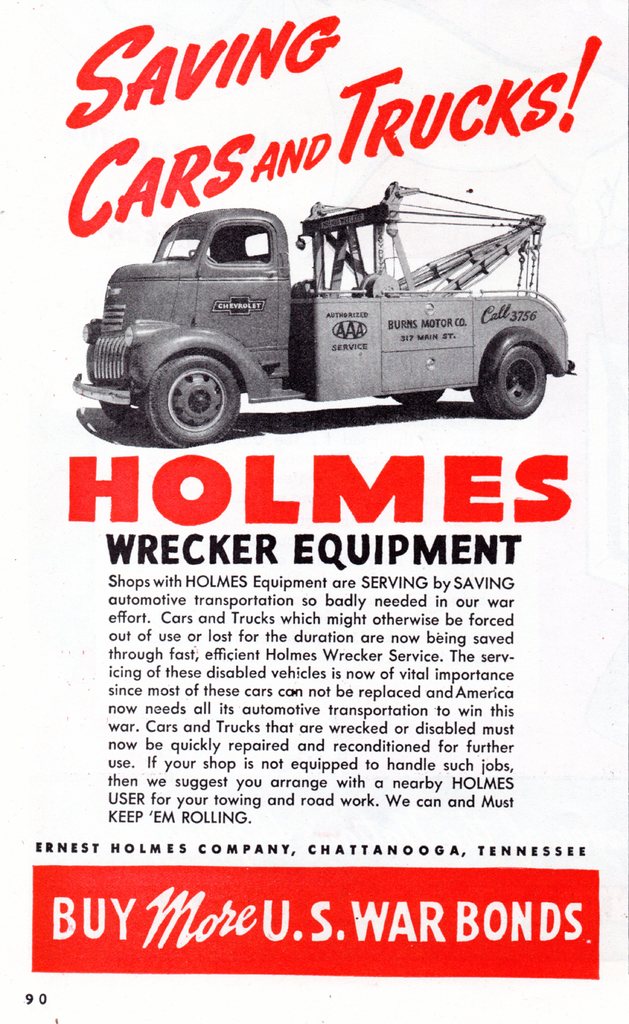 SAVING
CARS AND TRUCKS!
CHEVROLET
AUTHORIZED
AAA
SERVICE
BURNS MOTOR CO.
317 MAIN ST.
Call 3756
HOLMES
WRECKER EQUIPMENT
Shops with HOLMES Equipment are SERVING by SAVING
automotive transportation so badly needed in our war
effort. Cars and Trucks which might otherwise be forced
out of use or lost for the duration are now being saved
through fast, efficient Holmes Wrecker Service. The serv-
icing of these disabled vehicles is now of vital importance
since most of these cars can not be replaced and America
now needs all its automotive transportation to win this
war. Cars and Trucks that are wrecked or disabled must
now be quickly repaired and reconditioned for further
use. If your shop is not equipped to handle such jobs,
then we suggest you arrange with a nearby HOLMES
USER for your towing and road work. We can and Must
KEEP 'EM ROLLING.
ERNEST HOLMES COMPANY, CHATTANOOGA, TENNESSEE
BUY More U.S. WAR BONDS.
90